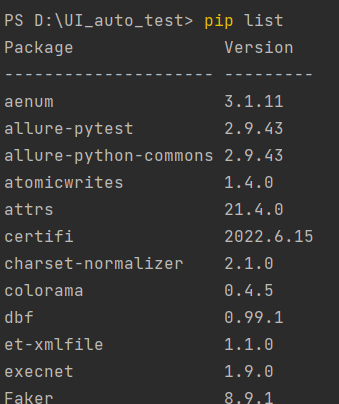 PS D:\UI_auto_test> pip list
Package               Version
--------------------- ---------
aenum                 3.1.11
allure-pytest         2.9.43
allure-python-commons 2.9.43
atomicwrites          1.4.0
attrs                 21.4.0
certifi               2022.6.15
charset-normalizer    2.1.0
colorama              0.4.5
dbf                   0.99.1
et-xmlfile            1.1.0
execnet               1.9.0
Faker                 8.9.1